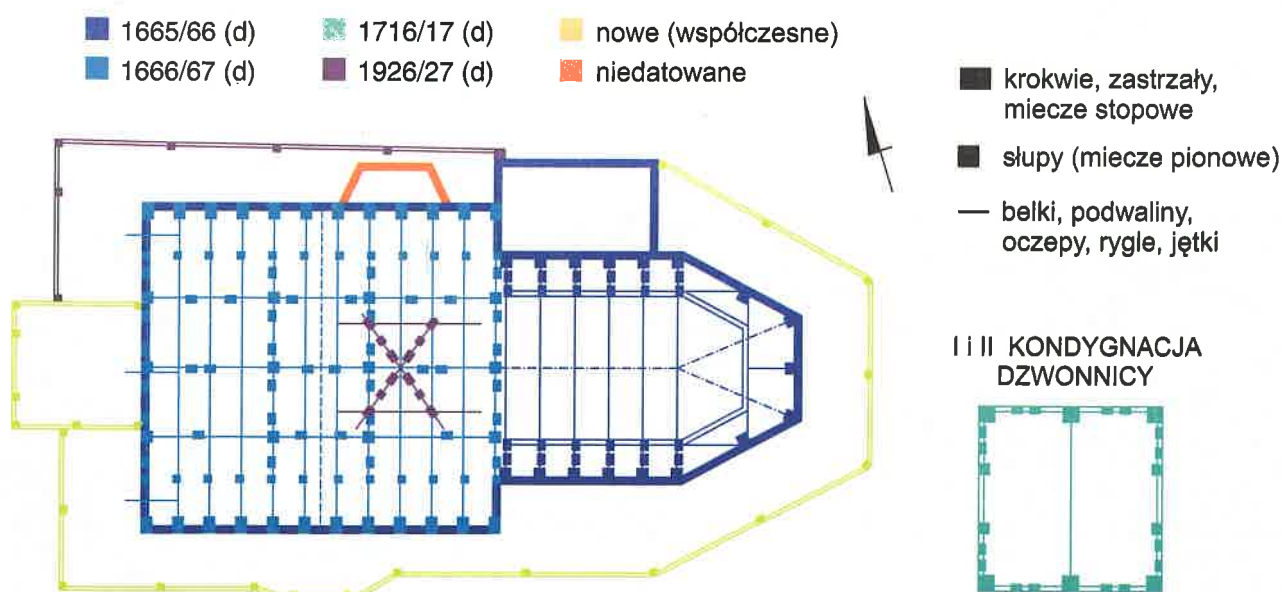 1665/66 (d)
1666/67 (d)
1716/17 (d)
1926/27 (d)
nowe (współczesne)
niedatowane
krokwie, zastrzały,
miecze stopowe
słupy (miecze pionowe)
belki, podwaliny,
oczepy, rygle, jętki
I i II KONDYGNACJA
DZWONNICY